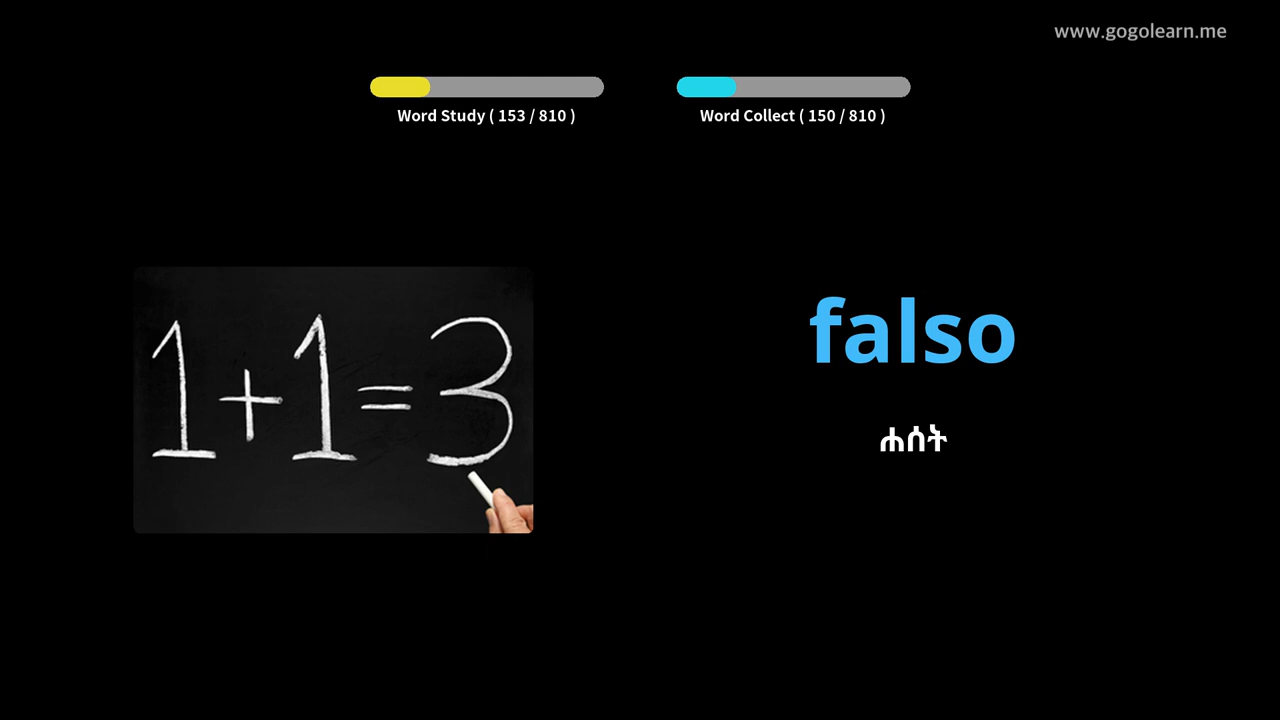 www.gogolearn.me
Word Study ( 153 / 810 )
Word Collect ( 150 / 810 )
1+1=3
falso
ሐሰት